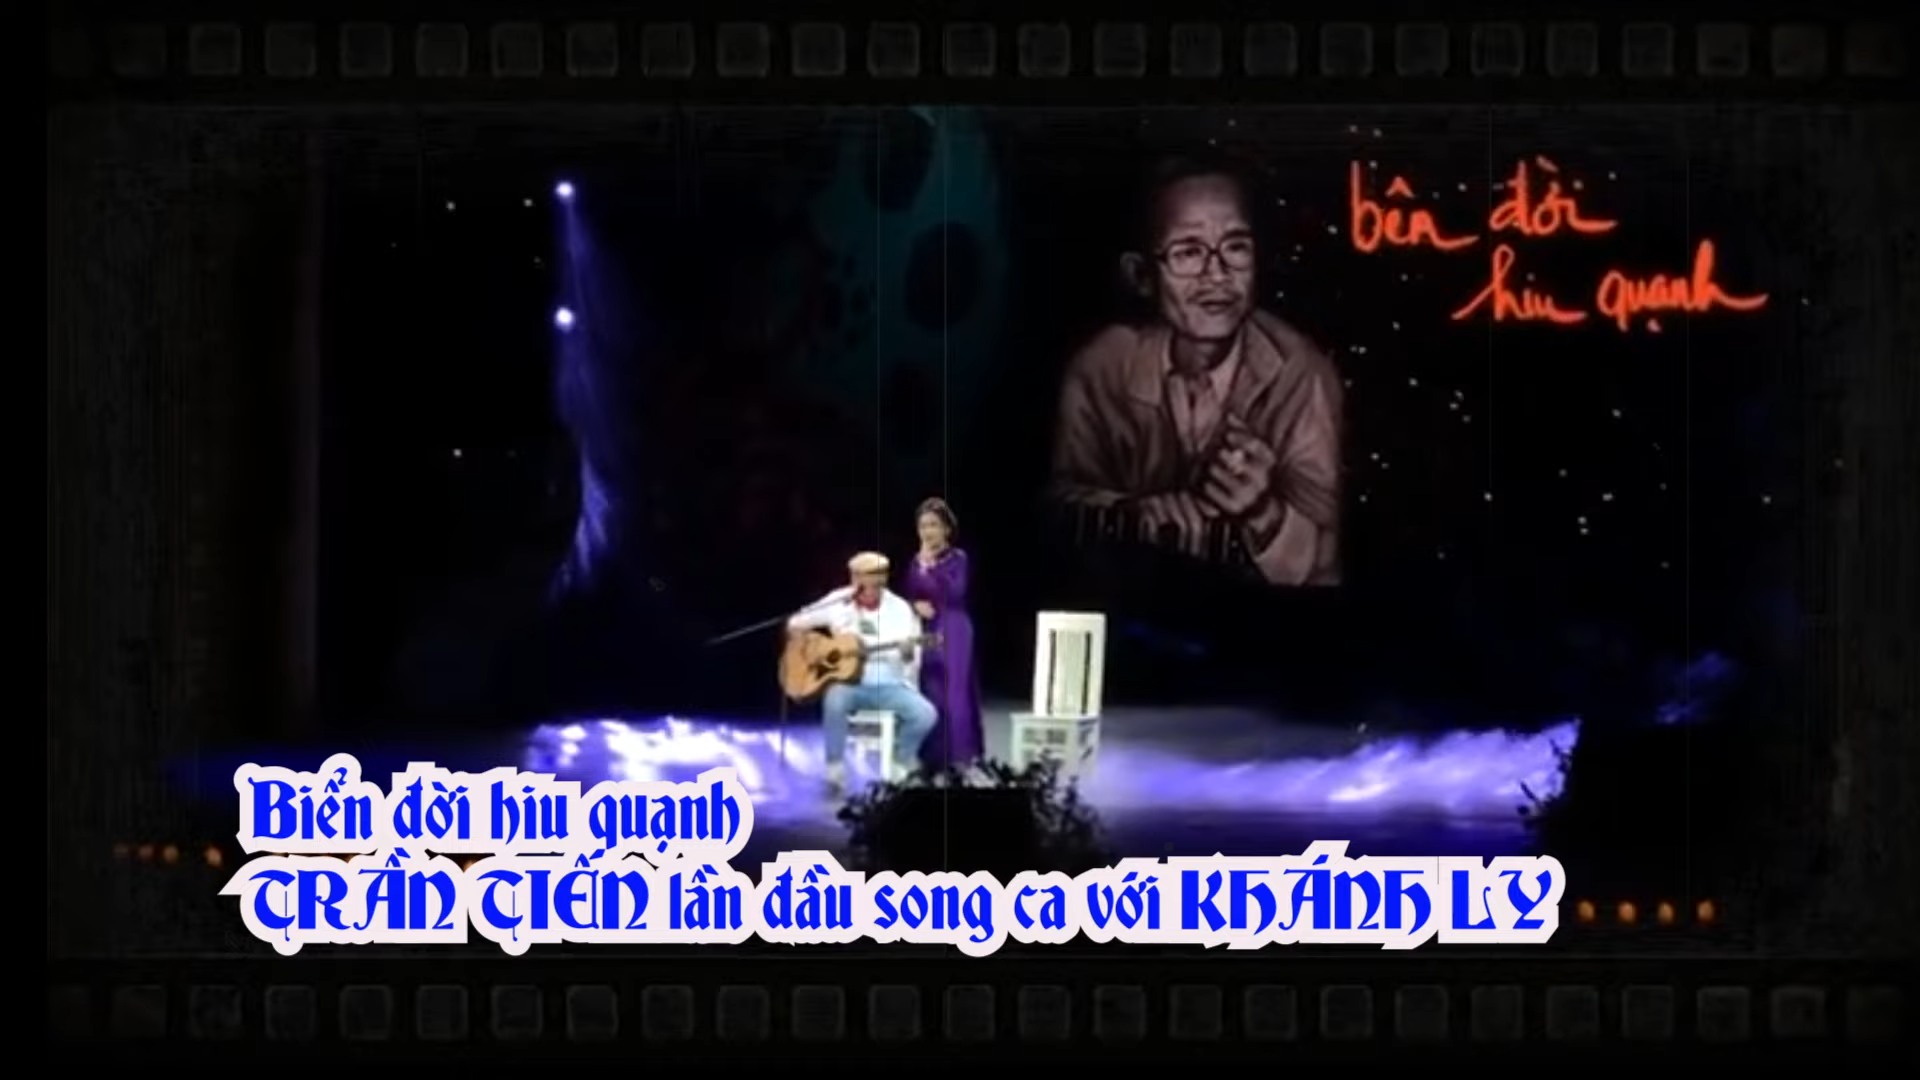 bên đời
hiu quạnh
Biển đời hiu quạnh
TRẦN TIẾN lần đầu song ca với KHÁNH LY